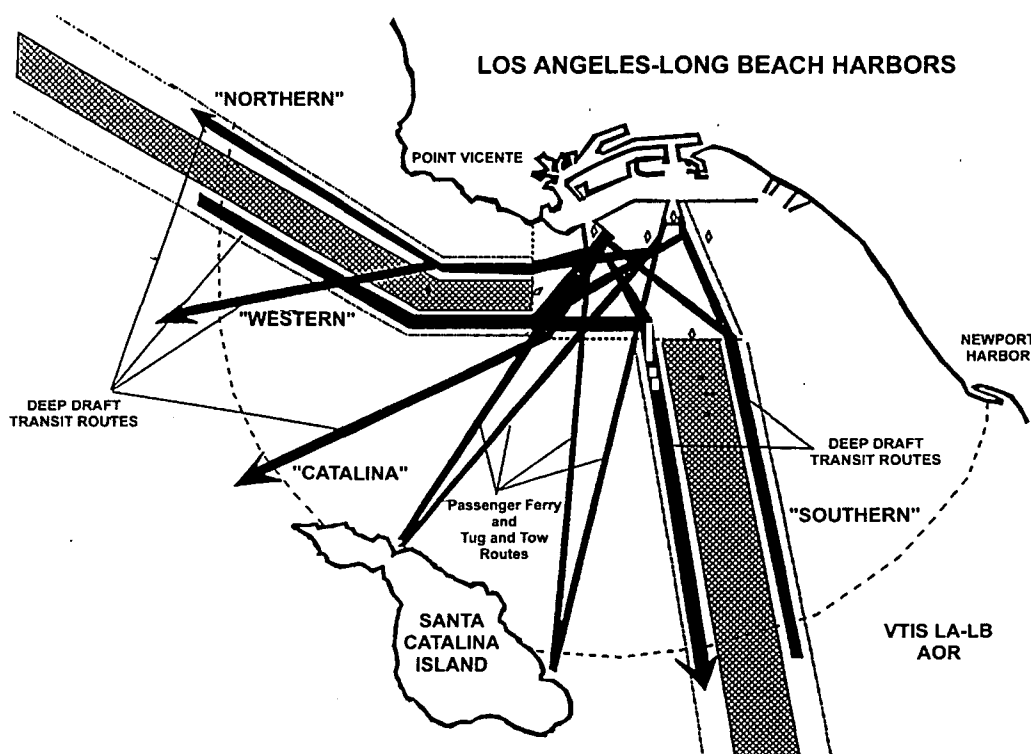 LOS ANGELES-LONG BEACH HARBORS
"NORTHERN"
POINT VICENTE
"WESTERN"
NEWPORT
HARBOR
DEEP DRAFT
TRANSIT ROUTES
DEEP DRAFT
TRANSIT ROUTES
"CATALINA"
Passenger Ferry
and
Tug and Tow
Routes
"SOUTHERN"
SANTA
CATALINA
ISLAND
VTIS LA-LB
AOR